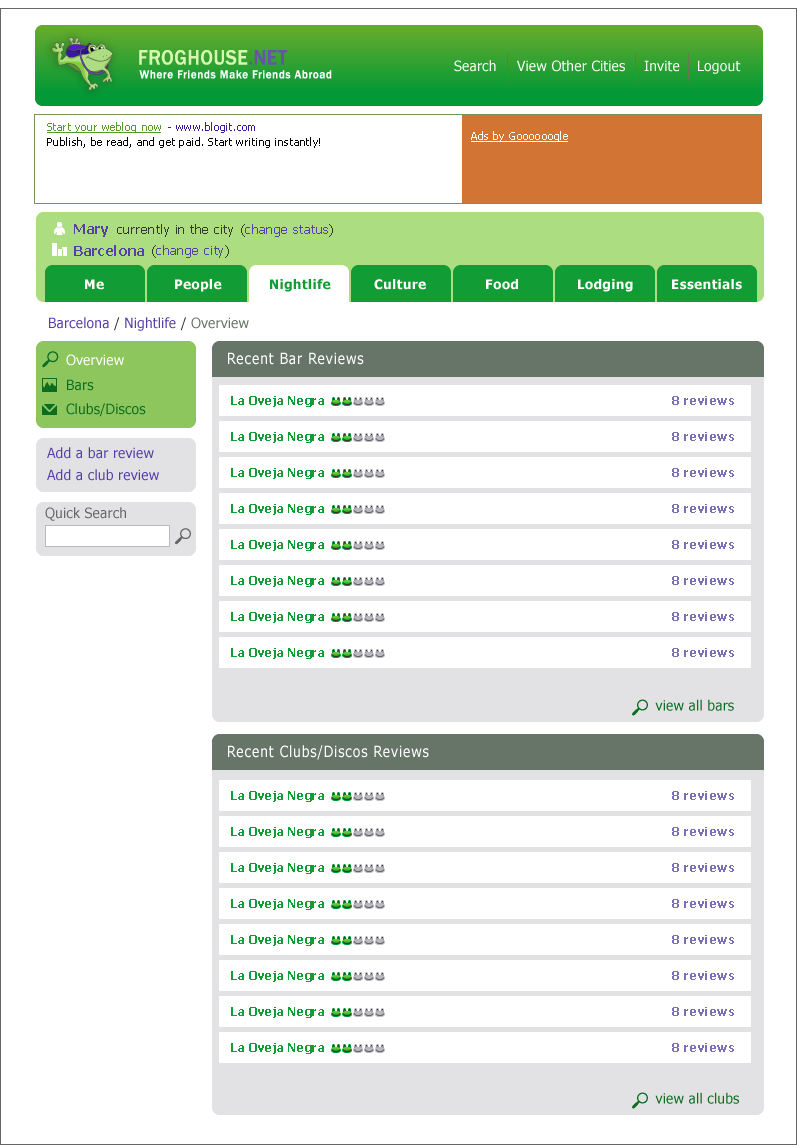 FROGHOUSE.NET
Where Friends Make Friends Abroad
Search View Other Cities Invite Logout
Start your weblog now - www.blogit.com
Publish, be read, and get paid. Start writing instantly!
Ads by Goooooogle
Mary currently in the city (change status)
Barcelona (change city)
Me People Nightlife Culture Food Lodging Essentials
Barcelona / Nightlife / Overview
Overview
Bars
Clubs/Discos
Add a bar review
Add a club review
Quick Search
Recent Bar Reviews
La Oveja Negra 8 reviews
La Oveja Negra 8 reviews
La Oveja Negra 8 reviews
La Oveja Negra 8 reviews
La Oveja Negra 8 reviews
La Oveja Negra 8 reviews
La Oveja Negra 8 reviews
La Oveja Negra 8 reviews
view all bars
Recent Clubs/Discos Reviews
La Oveja Negra 8 reviews
La Oveja Negra 8 reviews
La Oveja Negra 8 reviews
La Oveja Negra 8 reviews
La Oveja Negra 8 reviews
La Oveja Negra 8 reviews
La Oveja Negra 8 reviews
La Oveja Negra 8 reviews
view all clubs